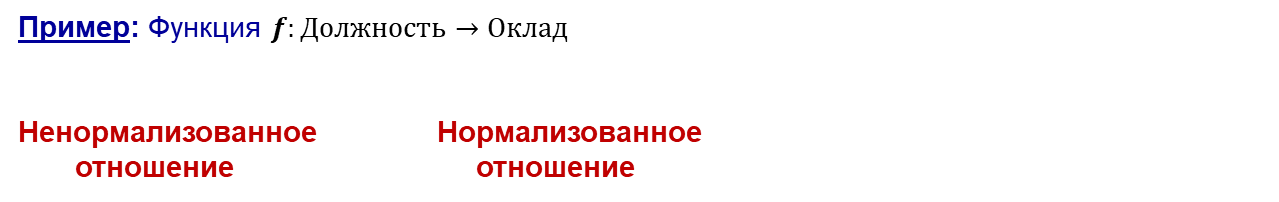 Пример: Функция f: Должность → Оклад
Ненормализованное отношение
Нормализованное отношение